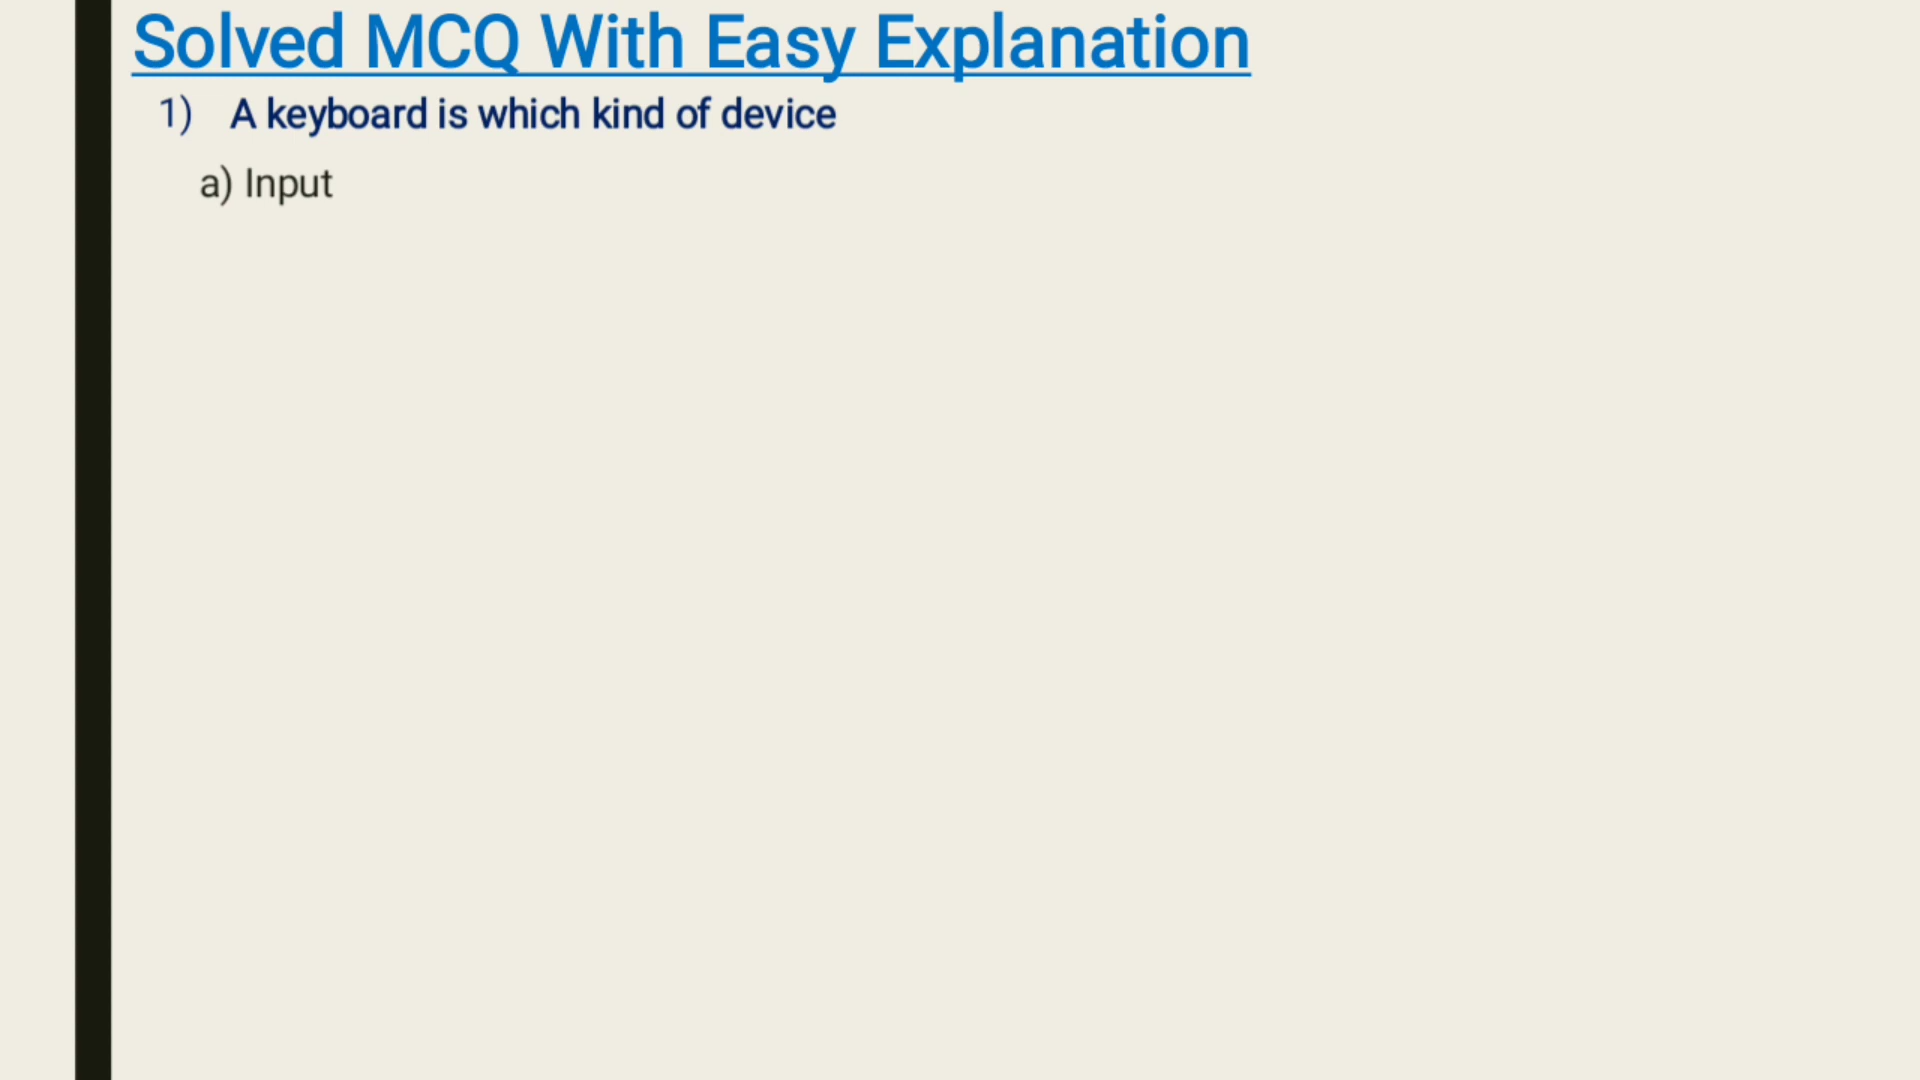 Solved MCQ With Easy Explanation
1) A keyboard is which kind of device
a) Input